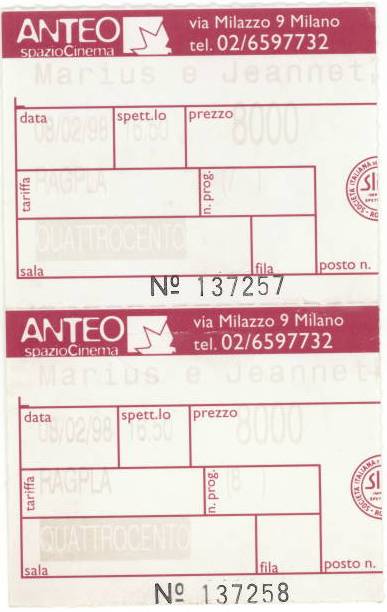 ANTEO
spazioCinema
via Milazzo 9 Milano
tel. 02/6597732
Marius e Jeannet
data spett.lo prezzo
08/02/98 16.50 8000
tariffa RAGPLA n. prog. (7 )
QUATTROCENTO
sala fila posto n.
Nº 137257
ANTEO
spazioCinema
via Milazzo 9 Milano
tel. 02/6597732
Marius e Jeannet
data spett.lo prezzo
08/02/98 16.50 8000
tariffa RAGPLA n. prog. (8 )
QUATTROCENTO
sala fila posto n.
Nº 137258